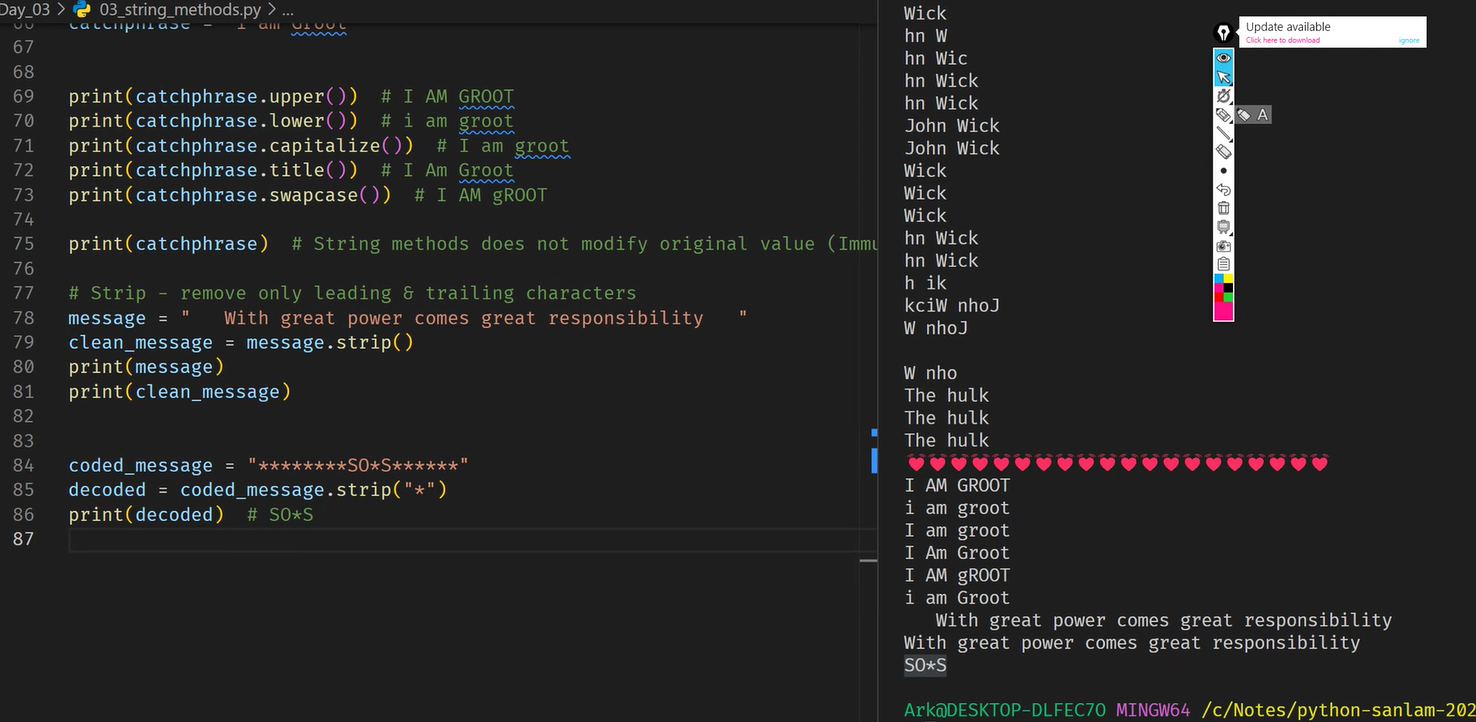 Day_03 > 03_string_methods.py > ...
66 catchphrase = "i am Groot"
67
68
69 print(catchphrase.upper())  # I AM GROOT
70 print(catchphrase.lower())  # i am groot
71 print(catchphrase.capitalize())  # I am groot
72 print(catchphrase.title())  # I Am Groot
73 print(catchphrase.swapcase())  # I AM gROOT
74
75 print(catchphrase)  # String methods does not modify original value (Immu
76
77 # Strip - remove only leading & trailing characters
78 message = "   With great power comes great responsibility   "
79 clean_message = message.strip()
80 print(message)
81 print(clean_message)
82
83
84 coded_message = "********SO*S******"
85 decoded = coded_message.strip("*")
86 print(decoded)  # SO*S
87
Wick
hn W
hn Wic
hn Wick
hn Wick
John Wick
John Wick
Wick
Wick
Wick
hn Wick
hn Wick
h ik
kciW nhoJ
W nhoJ
W nho
The hulk
The hulk
The hulk
I AM GROOT
i am groot
I am groot
I Am Groot
I AM gROOT
i am Groot
   With great power comes great responsibility
With great power comes great responsibility
SO*S
Ark@DESKTOP-DLFEC7O MINGW64 /c/Notes/python-sanlam-202
Update available
Click here to download ignore
A